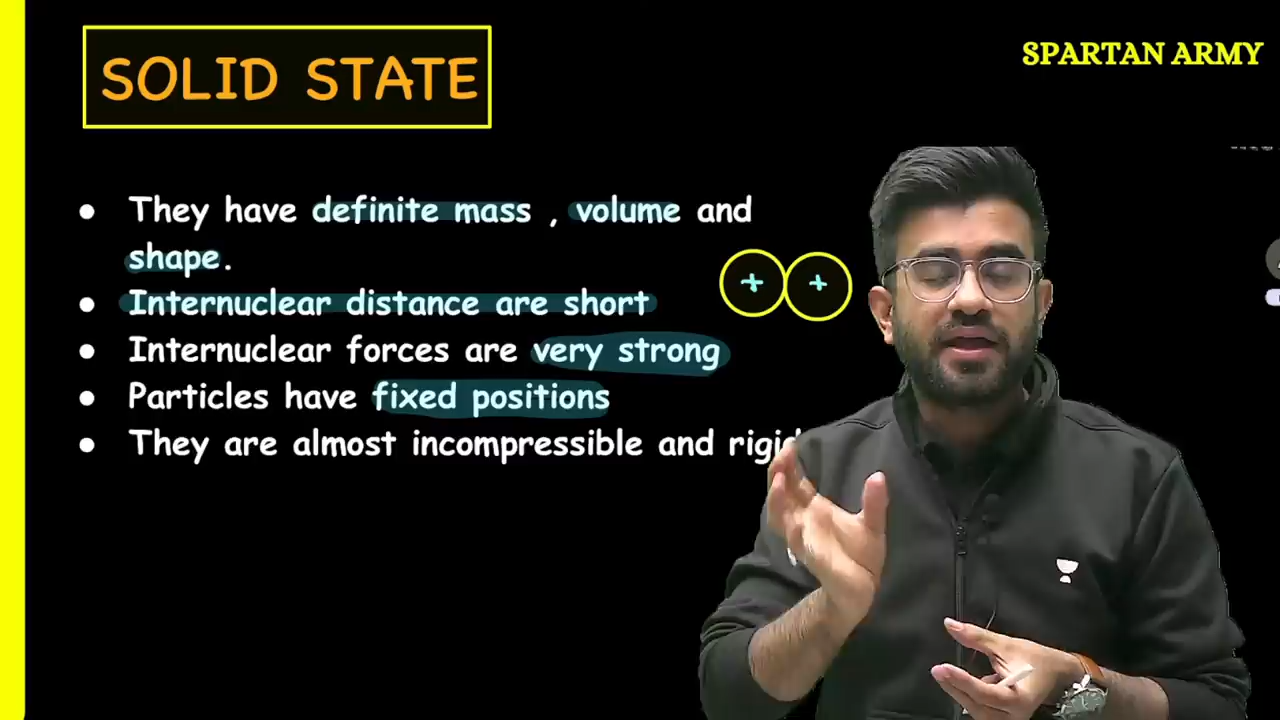 SOLID STATE
SPARTAN ARMY
• They have definite mass , volume and
shape.
• Internuclear distance are short
• Internuclear forces are very strong
• Particles have fixed positions
• They are almost incompressible and rigid
+ +